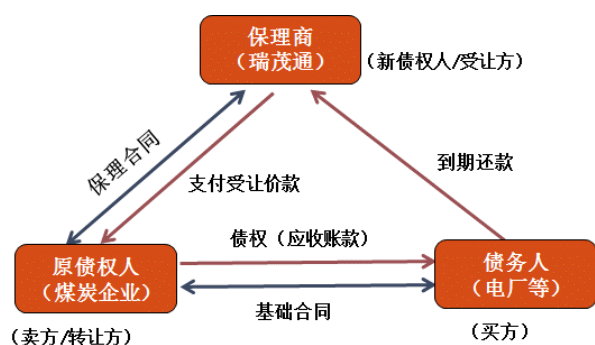 保理商
（瑞茂通）
（新债权人/受让方）
保理合同
支付受让价款
到期还款
债权（应收账款）
原债权人
（煤炭企业）
债务人
（电厂等）
基础合同
（卖方/转让方）
（买方）